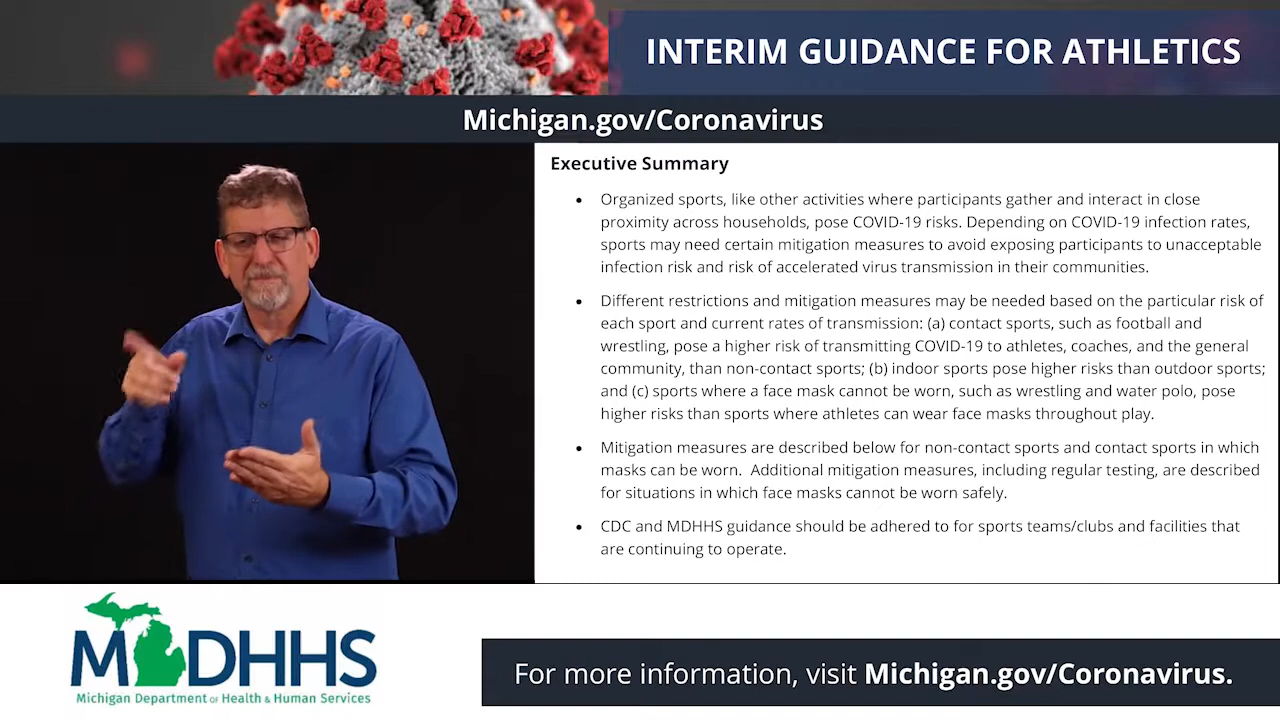 INTERIM GUIDANCE FOR ATHLETICS
Michigan.gov/Coronavirus
Executive Summary
• Organized sports, like other activities where participants gather and interact in close
proximity across households, pose COVID-19 risks. Depending on COVID-19 infection rates,
sports may need certain mitigation measures to avoid exposing participants to unacceptable
infection risk and risk of accelerated virus transmission in their communities.
• Different restrictions and mitigation measures may be needed based on the particular risk of
each sport and current rates of transmission: (a) contact sports, such as football and
wrestling, pose a higher risk of transmitting COVID-19 to athletes, coaches, and the general
community, than non-contact sports; (b) indoor sports pose higher risks than outdoor sports;
and (c) sports where a face mask cannot be worn, such as wrestling and water polo, pose
higher risks than sports where athletes can wear face masks throughout play.
• Mitigation measures are described below for non-contact sports and contact sports in which
masks can be worn. Additional mitigation measures, including regular testing, are described
for situations in which face masks cannot be worn safely.
• CDC and MDHHS guidance should be adhered to for sports teams/clubs and facilities that
are continuing to operate.
MDHHS
Michigan Department of Health & Human Services
For more information, visit Michigan.gov/Coronavirus.